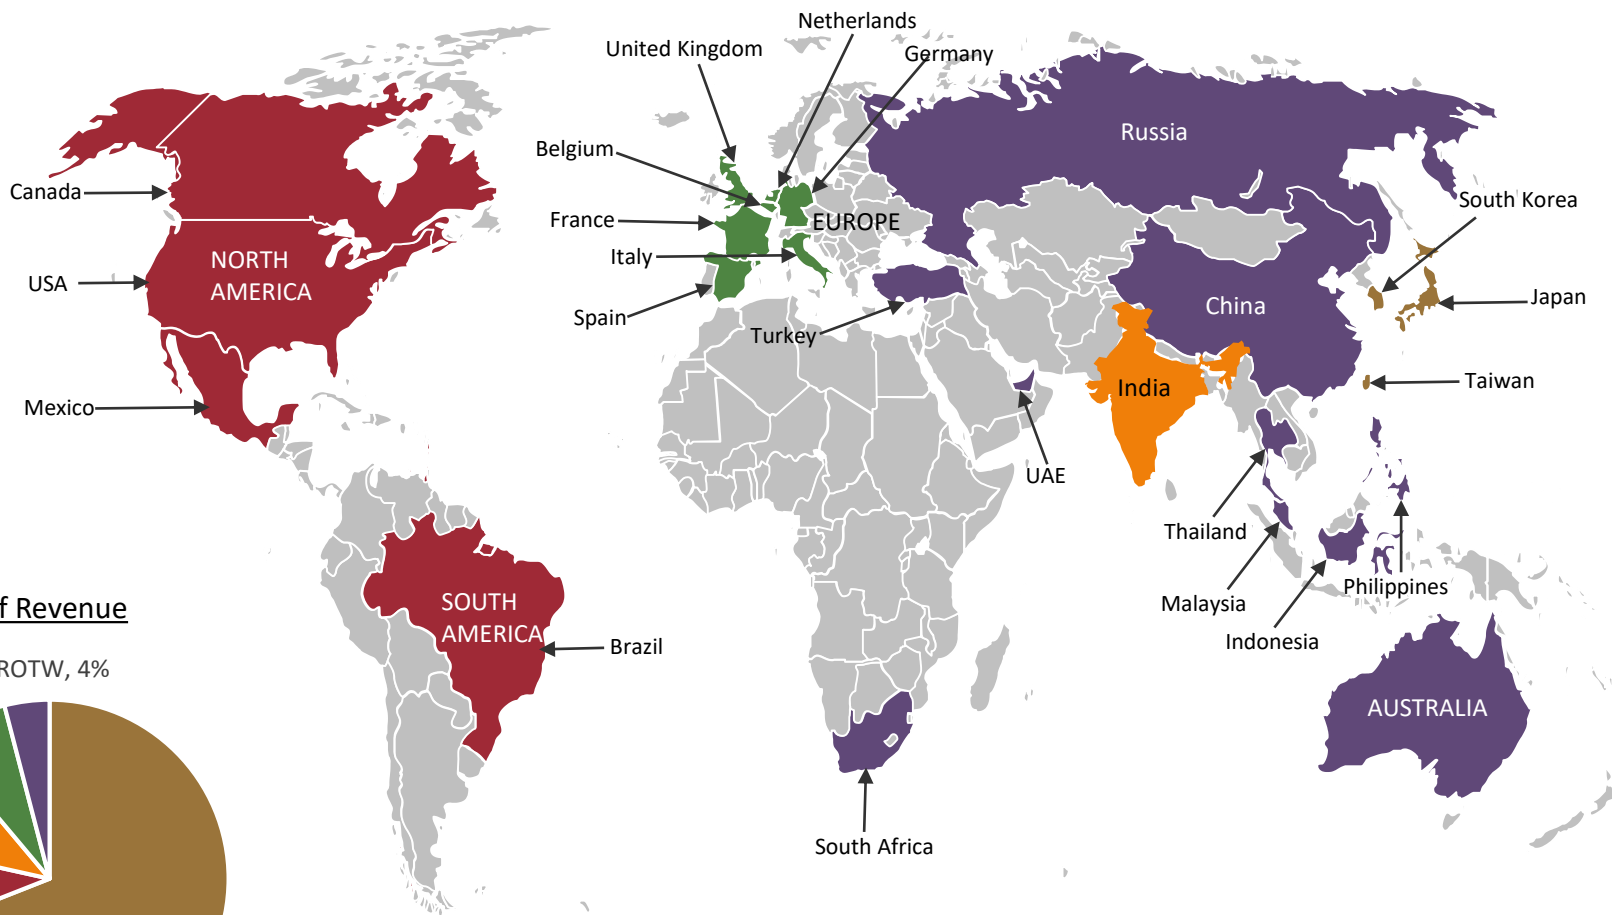 Netherlands
United Kingdom
Germany
Russia
Belgium
Canada
South Korea
France
EUROPE
Italy
NORTH
AMERICA
USA
China
Japan
Spain
Turkey
India
Taiwan
Mexico
UAE
Thailand
Philippines
Malaysia
SOUTH
AMERICA
Indonesia
Brazil
f Revenue
ROTW, 4%
AUSTRALIA
South Africa